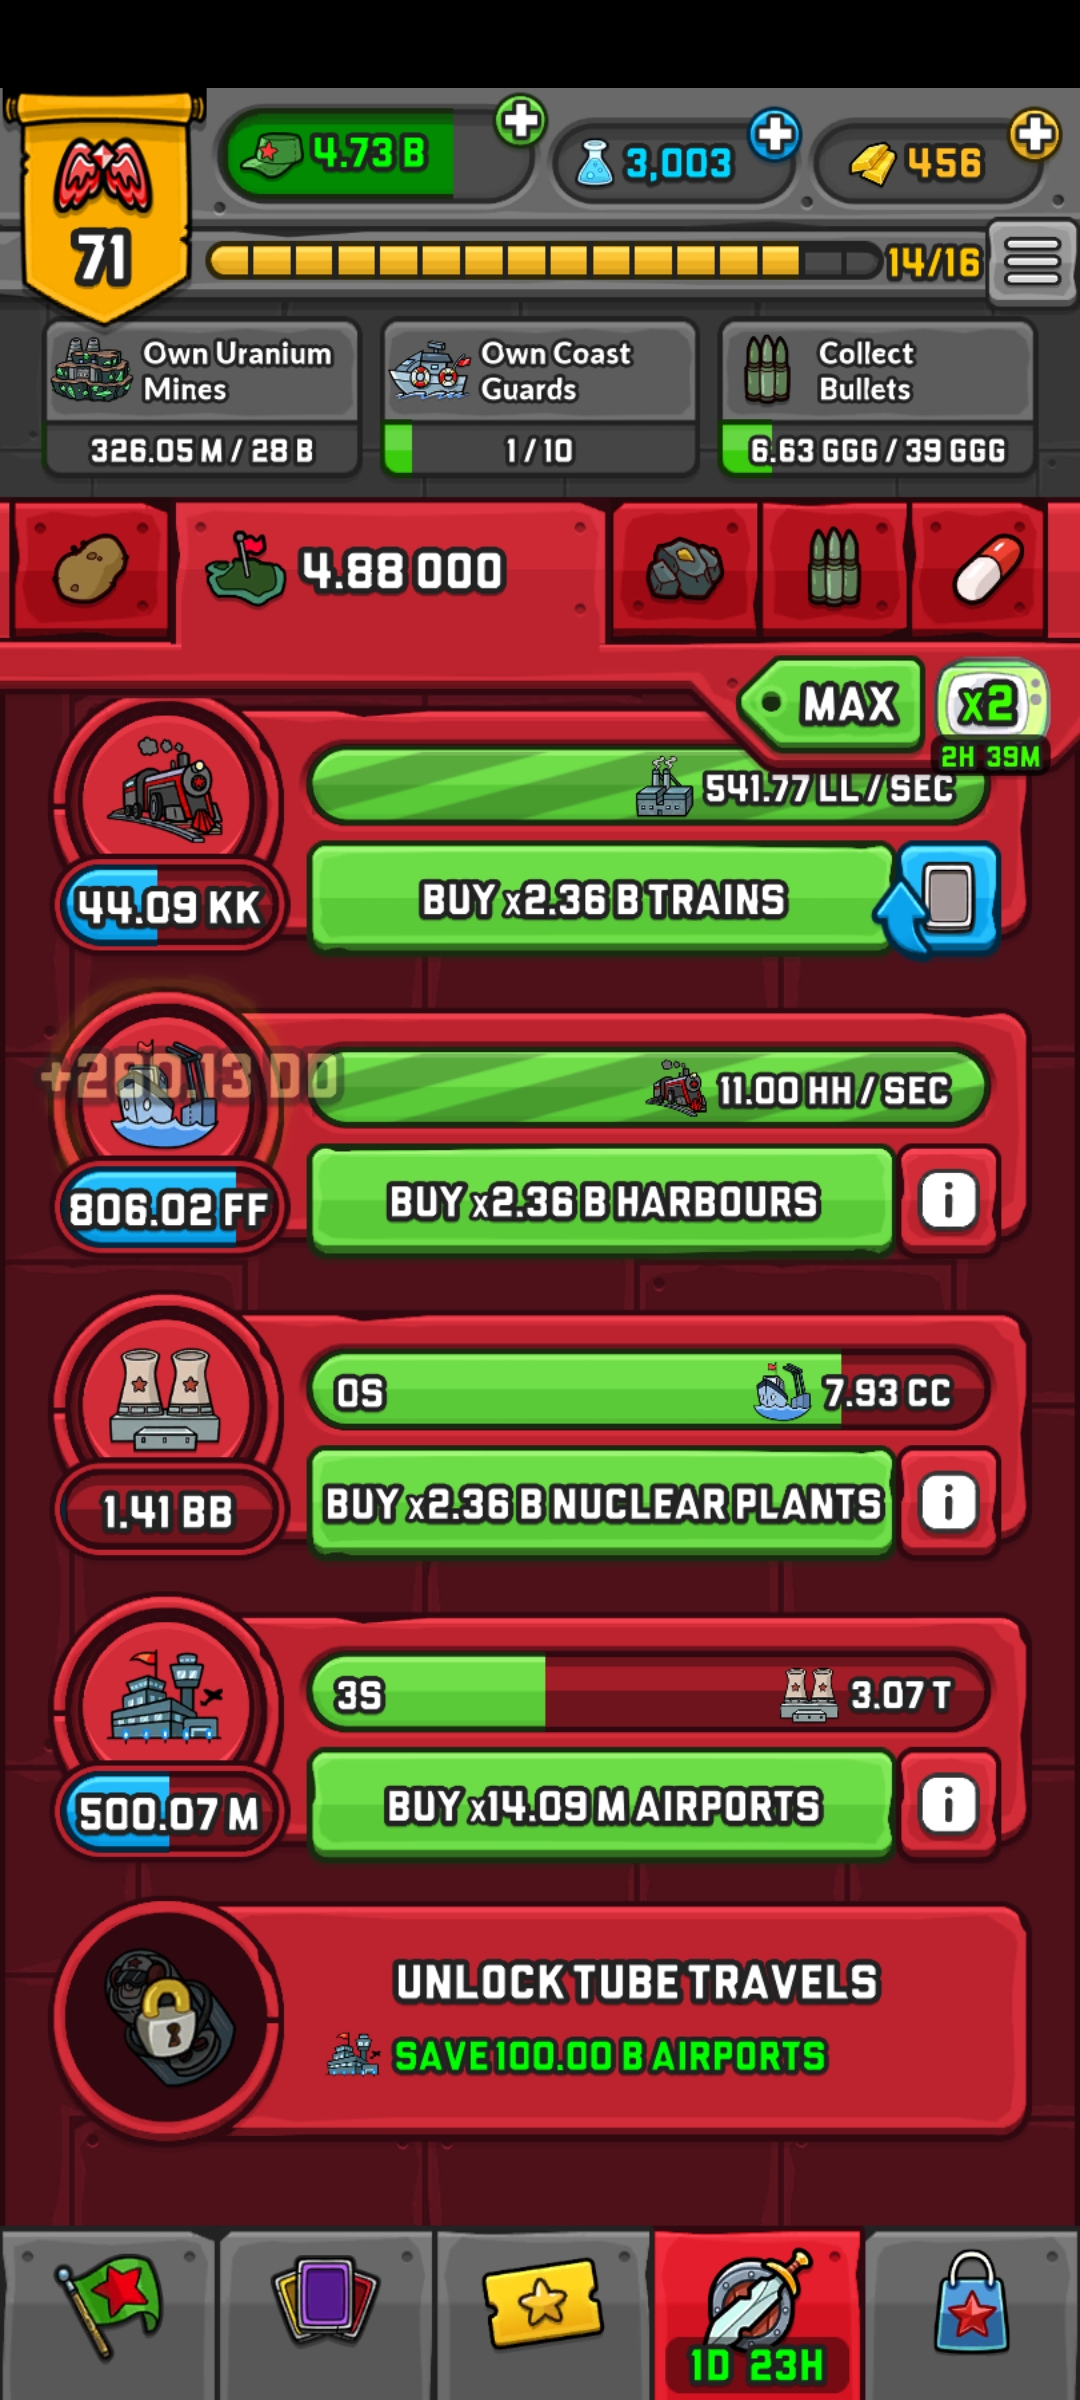 71
4.73 B
3,003
456
14/16
Own Uranium
Mines
326.05 M / 28 B
Own Coast
Guards
1 / 10
Collect
Bullets
6.63 GGG / 39 GGG
4.88 000
MAX
x2
2H 39M
541.77 LL / SEC
44.09 KK
BUY x2.36 B TRAINS
+280.13 DD
11.00 HH / SEC
806.02 FF
BUY x2.36 B HARBOURS
i
0S
7.93 CC
1.41 BB
BUY x2.36 B NUCLEAR PLANTS
i
3S
3.07 T
500.07 M
BUY x14.09 M AIRPORTS
i
UNLOCK TUBE TRAVELS
SAVE 100.00 B AIRPORTS
1D 23H